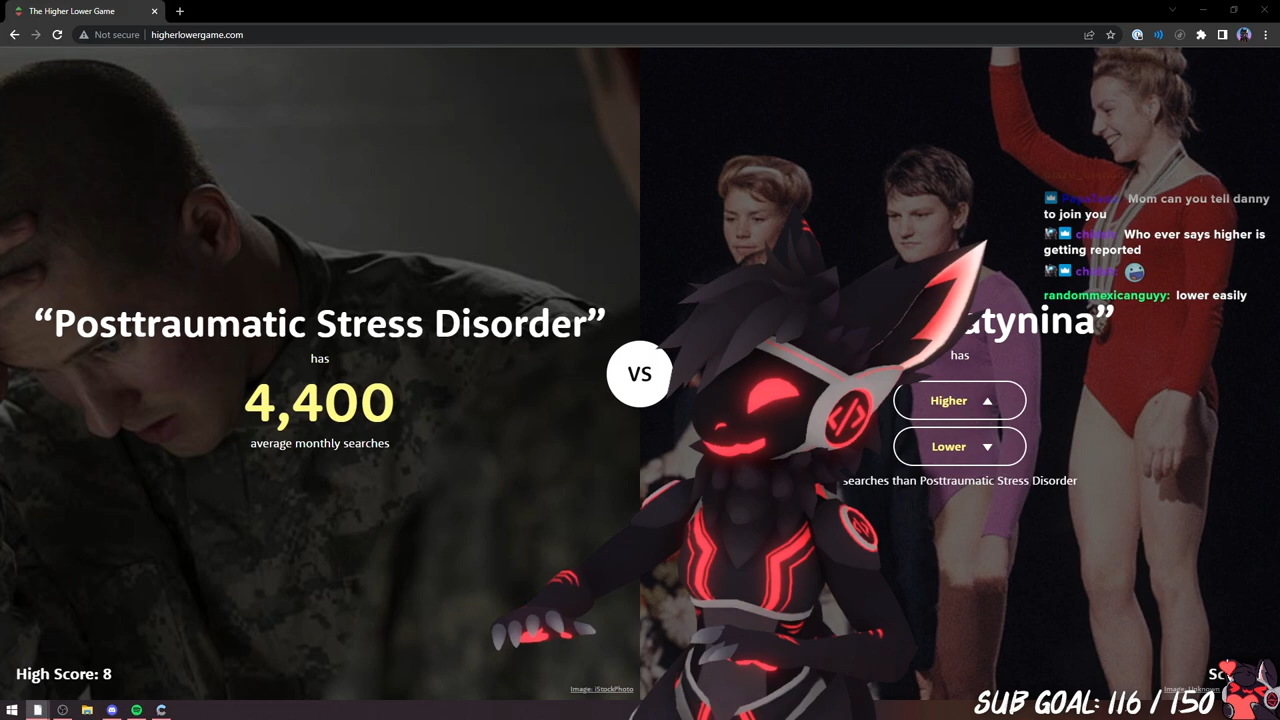 The Higher Lower Game
Not secure
higherlowergame.com
“Posttraumatic Stress Disorder”
has
4,400
average monthly searches
VS
atynina”
has
Higher
Lower
searches than Posttraumatic Stress Disorder
Mom can you tell danny
to join you
Who ever says higher is
getting reported
randommexicanguyy: lower easily
High Score: 8
Image: iStockPhoto
SUB GOAL: 116 / 150